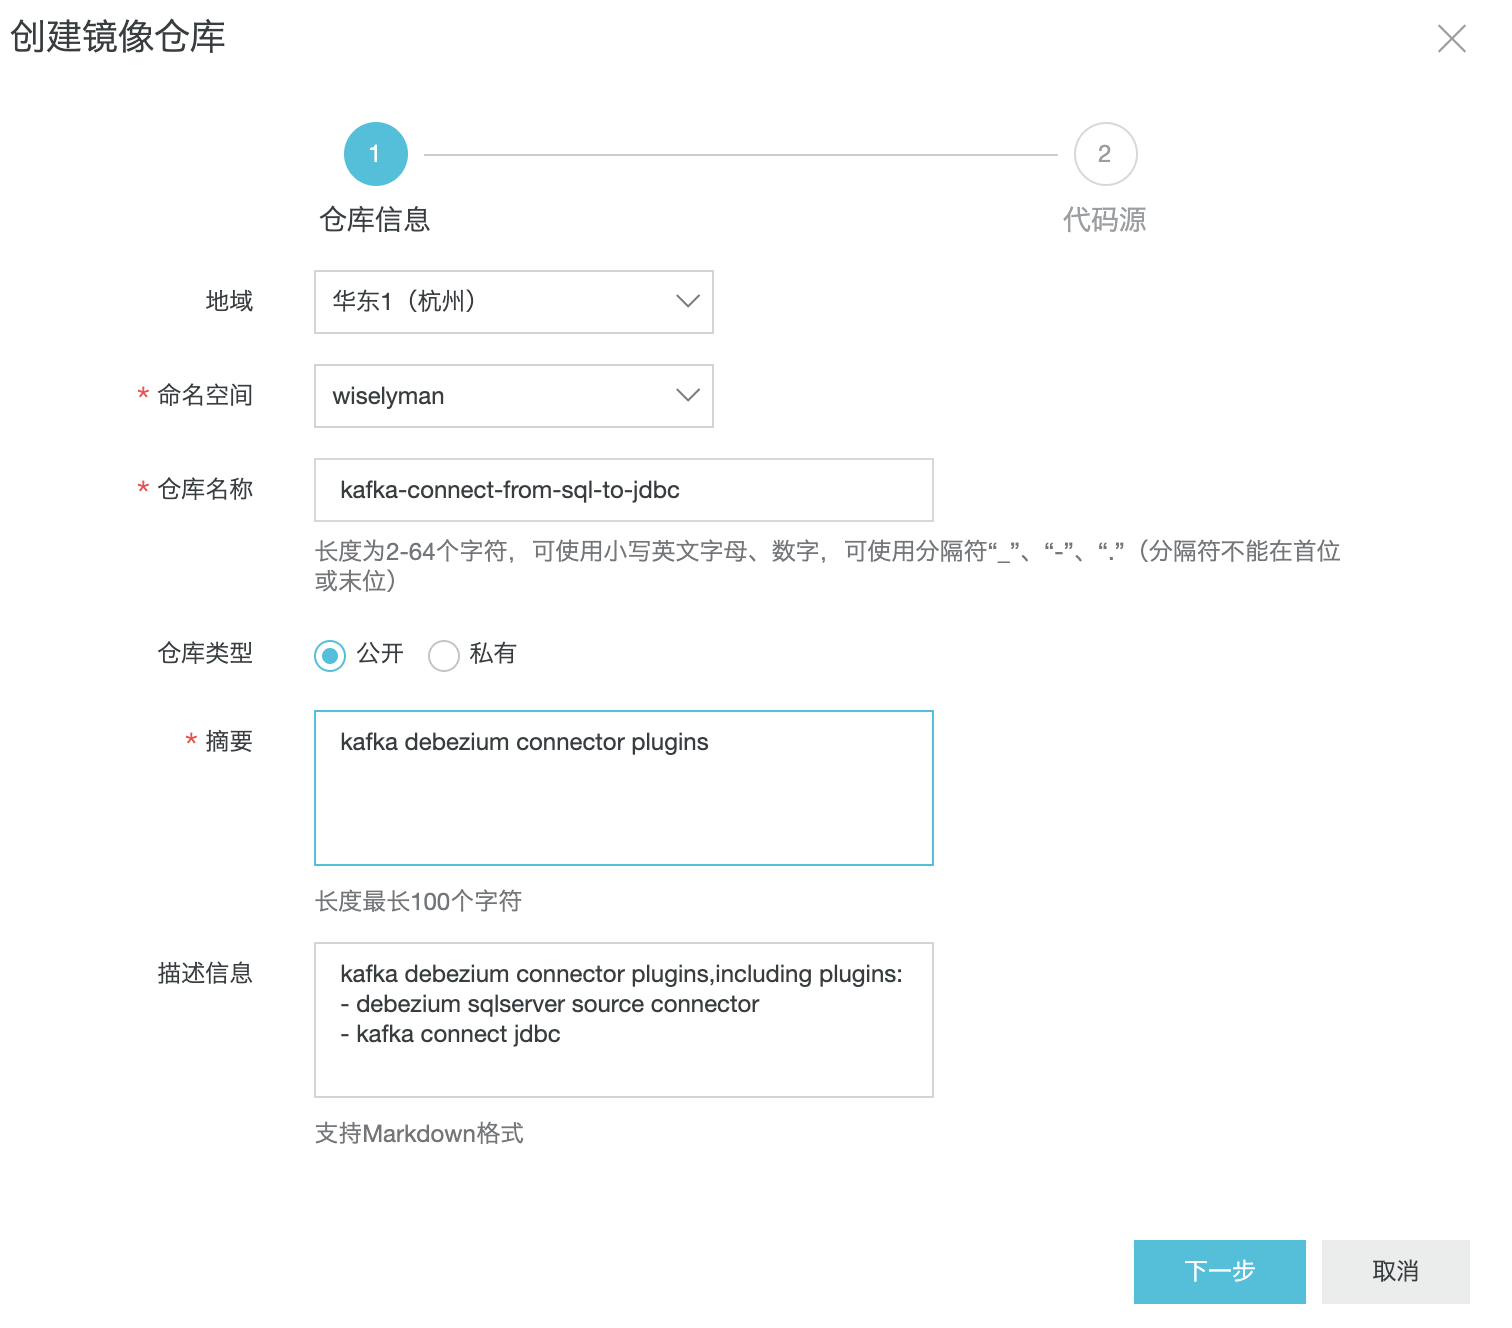 创建镜像仓库
1
2
仓库信息
代码源
地域
华东1（杭州）
* 命名空间
wiselyman
* 仓库名称
kafka-connect-from-sql-to-jdbc
长度为2-64个字符，可使用小写英文字母、数字，可使用分隔符“_”、“-”、“.”（分隔符不能在首位
或末位）
仓库类型
公开 私有
* 摘要
kafka debezium connector plugins
长度最长100个字符
描述信息
kafka debezium connector plugins,including plugins:
- debezium sqlserver source connector
- kafka connect jdbc
支持Markdown格式
下一步
取消